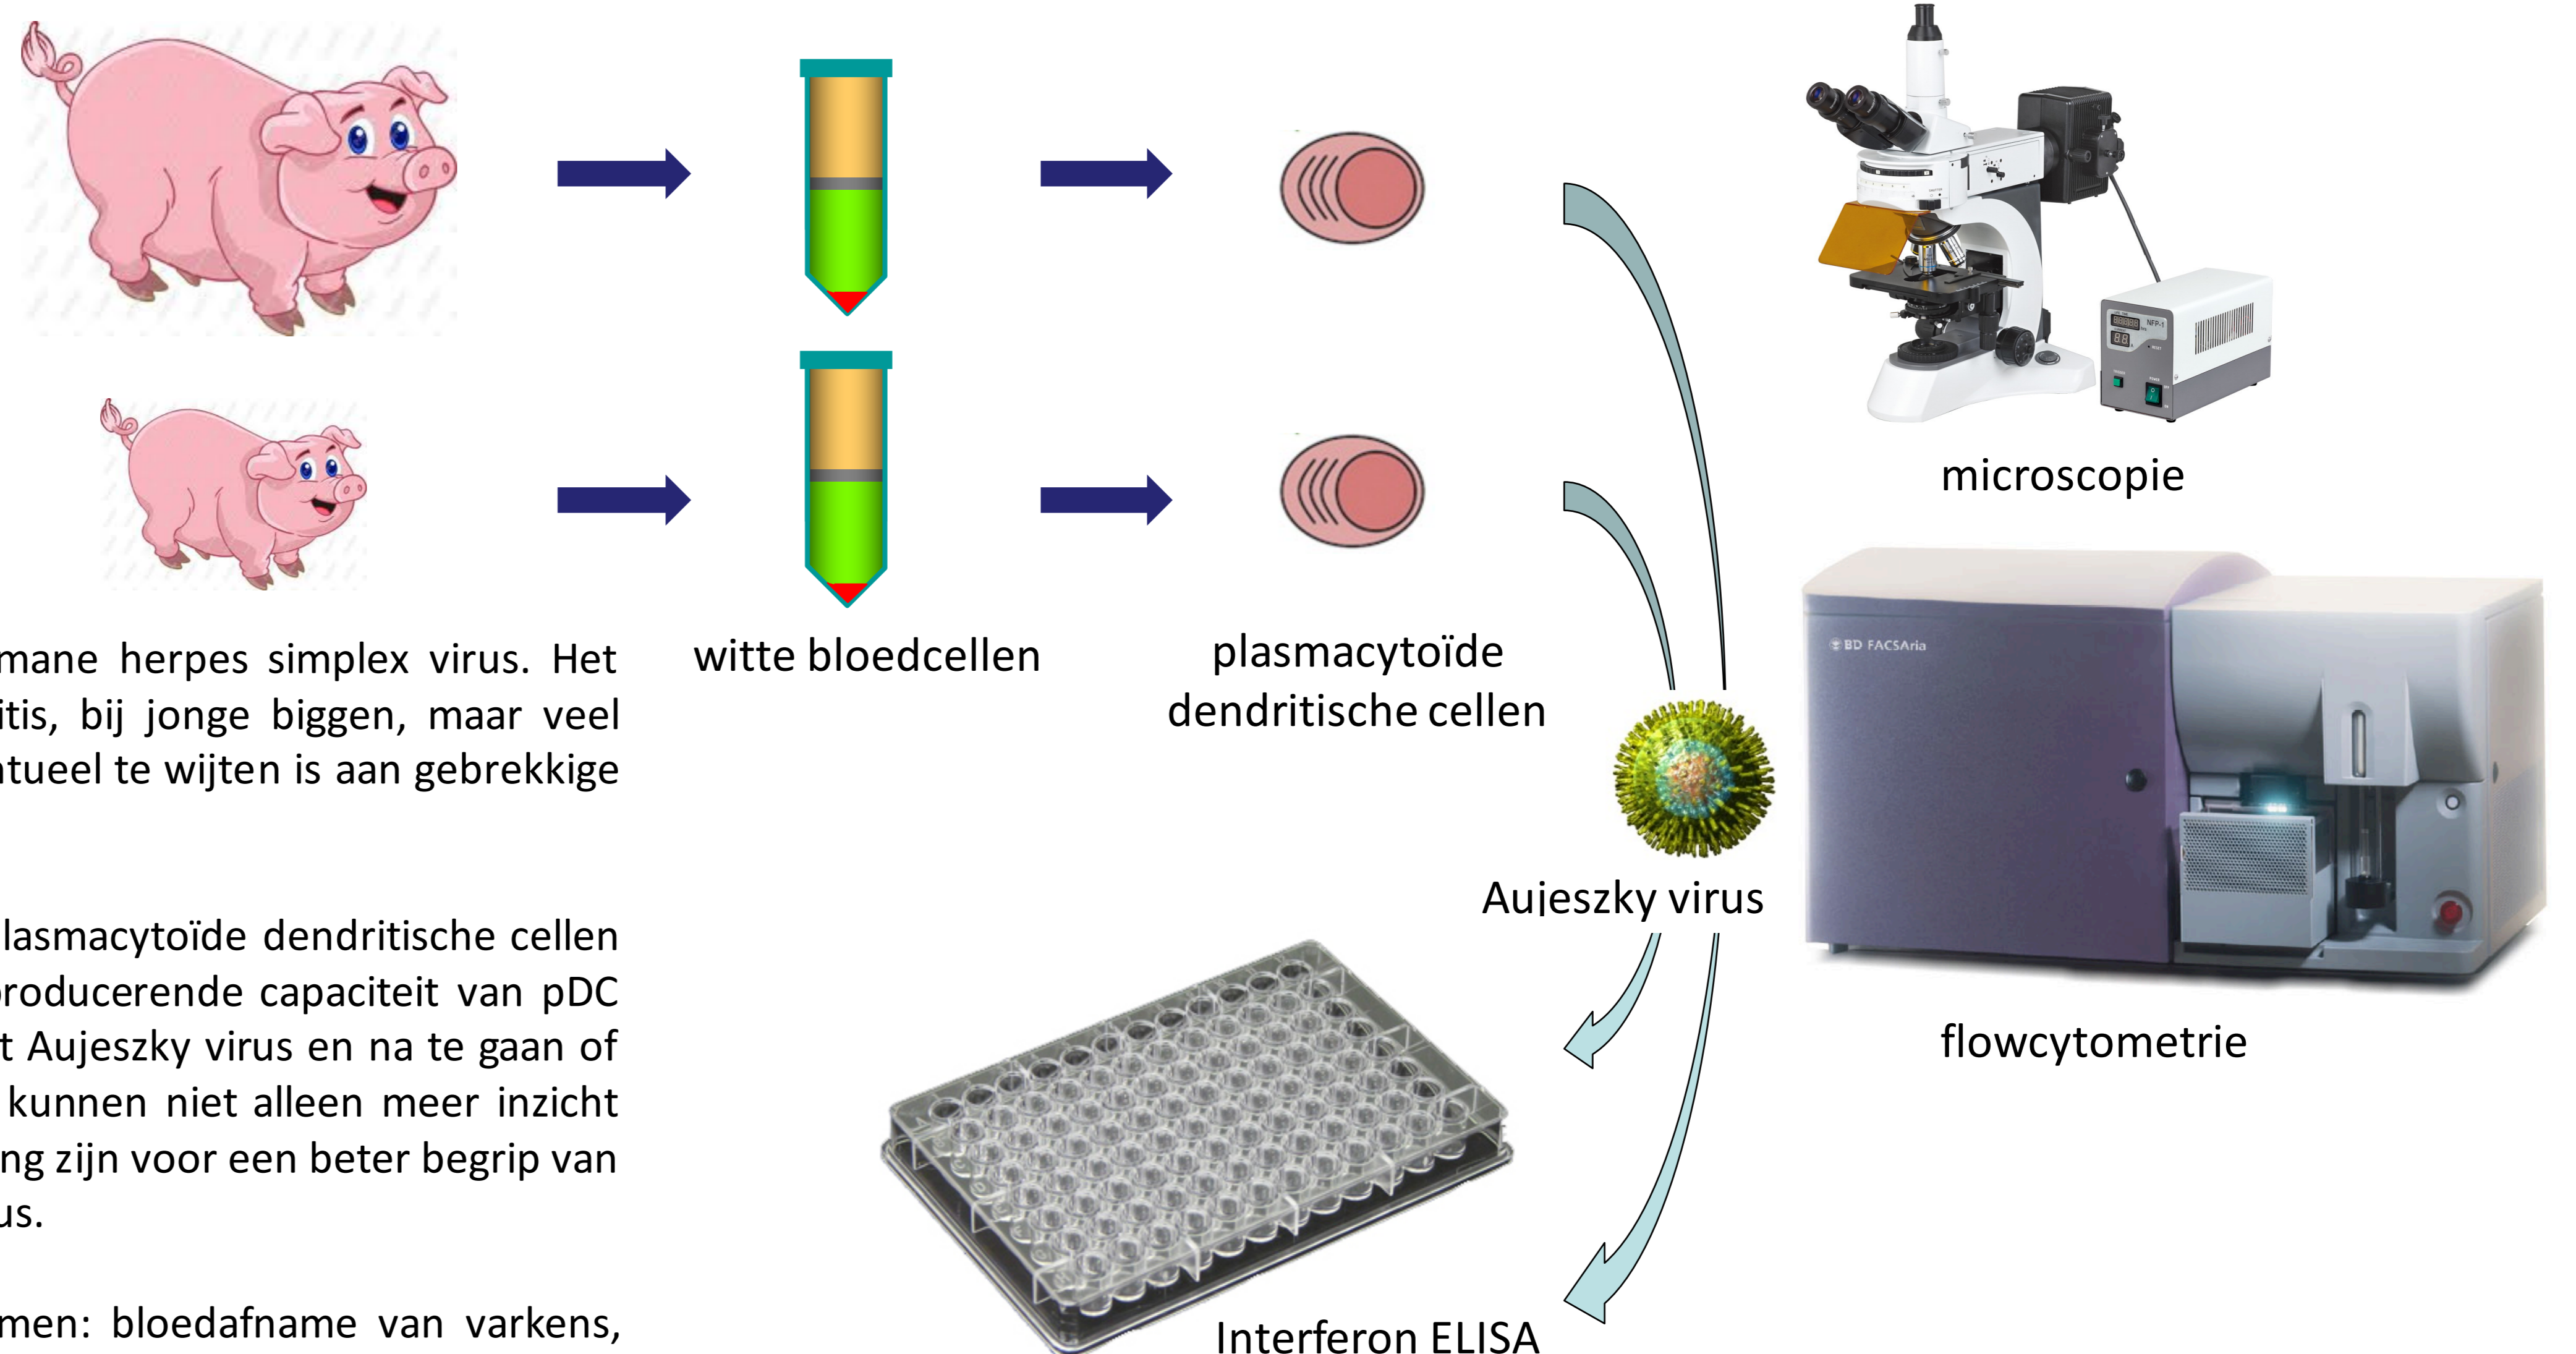 microscopie
witte bloedcellen
plasmacytoïde
dendritische cellen
BD FACSAria
NFP-1
Aujeszky virus
flowcytometrie
Interferon ELISA
mane herpes simplex virus. Het
itis, bij jonge biggen, maar veel
ntueel te wijten is aan gebrekkige
lasmacytoïde dendritische cellen
producerende capaciteit van pDC
t Aujeszky virus en na te gaan of
kunnen niet alleen meer inzicht
ng zijn voor een beter begrip van
us.
men: bloedafname van varkens,